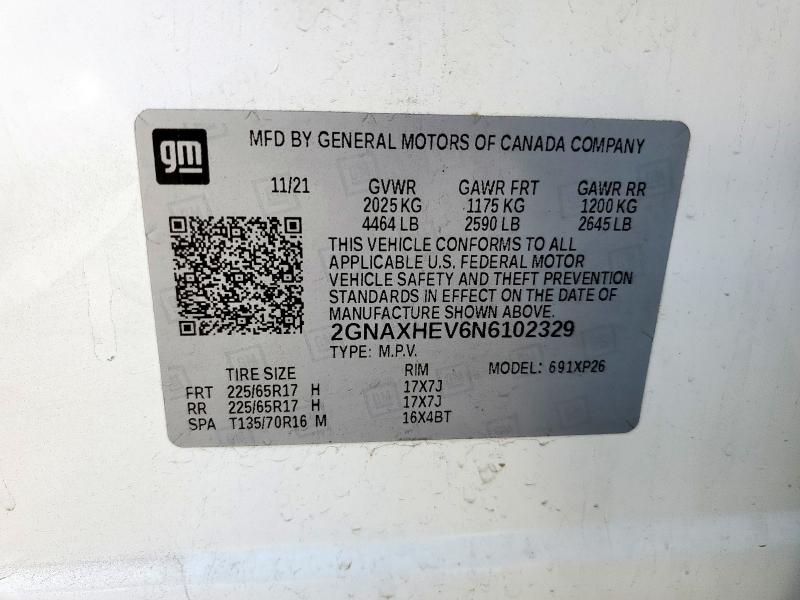 gm
MFD BY GENERAL MOTORS OF CANADA COMPANY
11/21 GVWR GAWR FRT GAWR RR
2025 KG 1175 KG 1200 KG
4464 LB 2590 LB 2645 LB
THIS VEHICLE CONFORMS TO ALL
APPLICABLE U.S. FEDERAL MOTOR
VEHICLE SAFETY AND THEFT PREVENTION
STANDARDS IN EFFECT ON THE DATE OF
MANUFACTURE SHOWN ABOVE.
2GNAXHEV6N6102329
TYPE: M.P.V. MODEL: 691XP26
TIRE SIZE RIM
FRT 225/65R17 H 17X7J
RR 225/65R17 H 17X7J
SPA T135/70R16 M 16X4BT